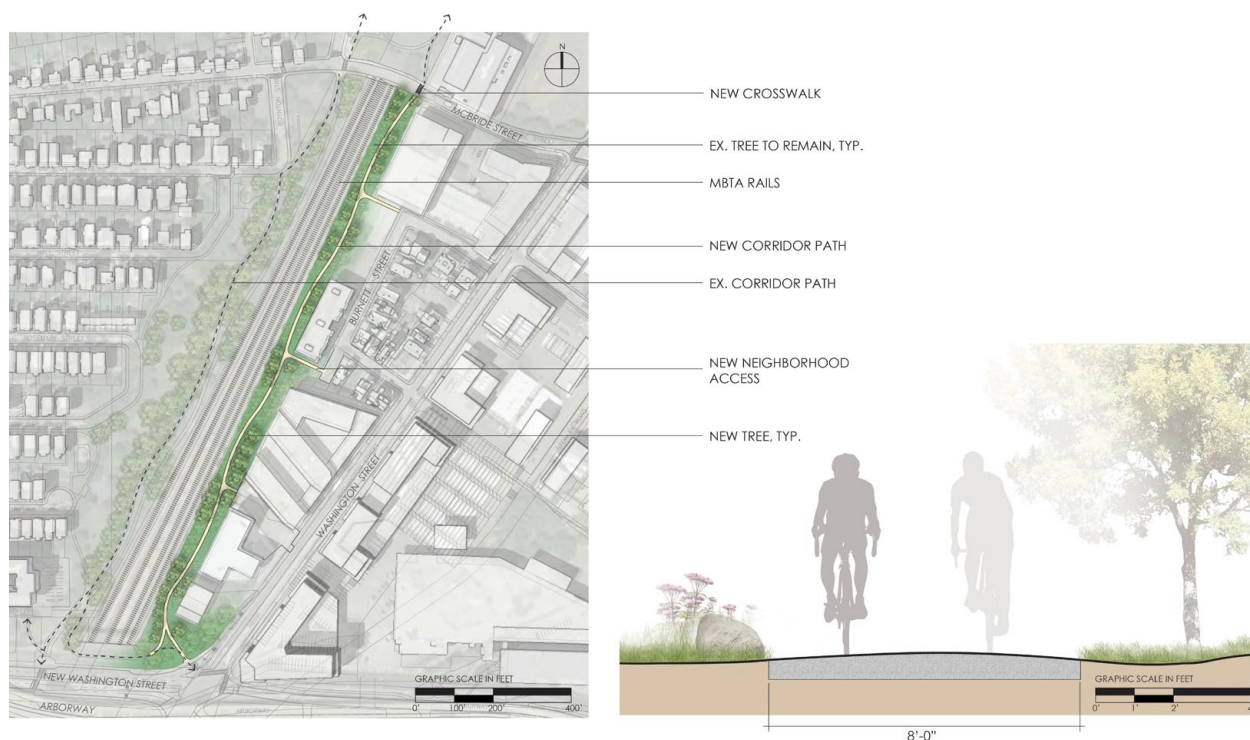 N
NEW CROSSWALK
MCBRIDE STREET
EX. TREE TO REMAIN, TYP.
MBTA RAILS
NEW CORRIDOR PATH
EX. CORRIDOR PATH
BURNETT STREET
NEW NEIGHBORHOOD
ACCESS
NEW TREE, TYP.
WASHINGTON STREET
NEW WASHINGTON STREET
ARBORWAY
ARBORWAY
GRAPHIC SCALE IN FEET
0' 100' 200' 400'
GRAPHIC SCALE IN FEET
0' 1' 2'
8'-0"